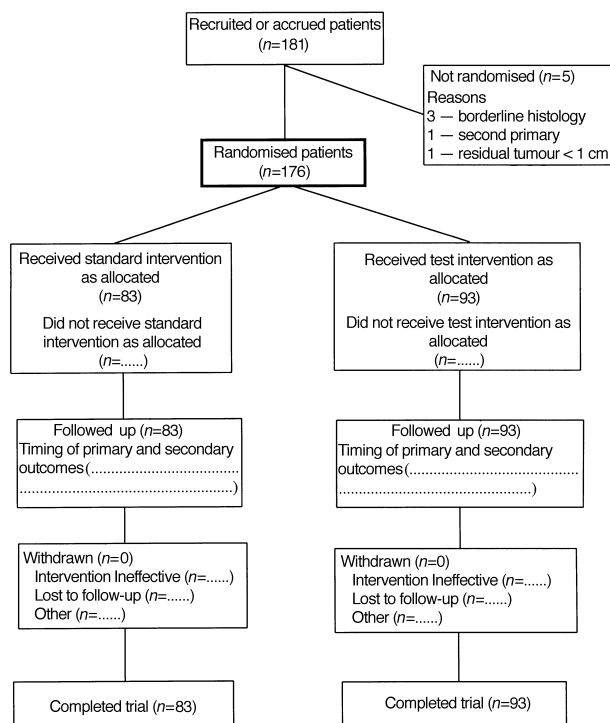 Recruited or accrued patients
(n=181)
Not randomised (n=5)
Reasons
3 — borderline histology
1 — second primary
1 — residual tumour < 1 cm
Randomised patients
(n=176)
Received standard intervention
as allocated
(n=83)
Did not receive standard
intervention as allocated
(n=......)
Received test intervention as
allocated
(n=93)
Did not receive test intervention as
allocated
(n=......)
Followed up (n=83)
Timing of primary and secondary
outcomes(....................................
....................................................)
Followed up (n=93)
Timing of primary and secondary
outcomes(.........................................
...............................................)
Withdrawn (n=0)
Intervention Ineffective (n=......)
Lost to follow-up (n=......)
Other (n=......)
Withdrawn (n=0)
Intervention Ineffective (n=......)
Lost to follow-up (n=......)
Other (n=......)
Completed trial (n=83)
Completed trial (n=93)